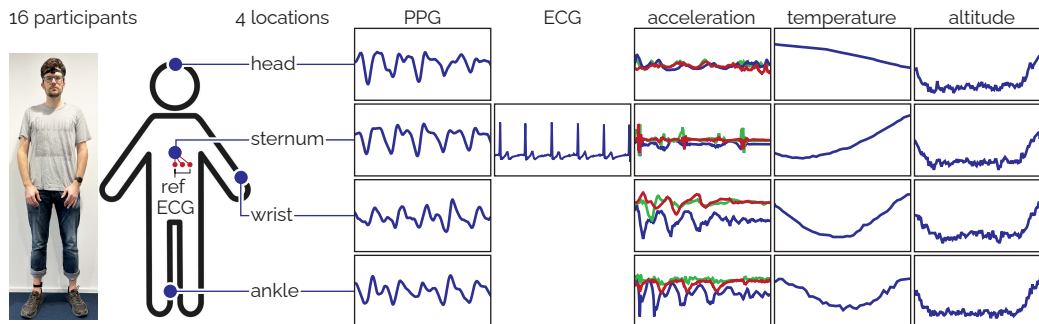 16 participants
4 locations
PPG
ECG
acceleration
temperature
altitude
head
sternum
ref
ECG
wrist
ankle